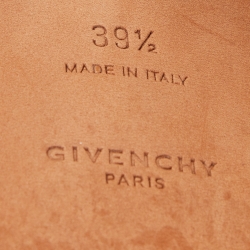 39½
MADE IN ITALY
GIVENCHY
PARIS